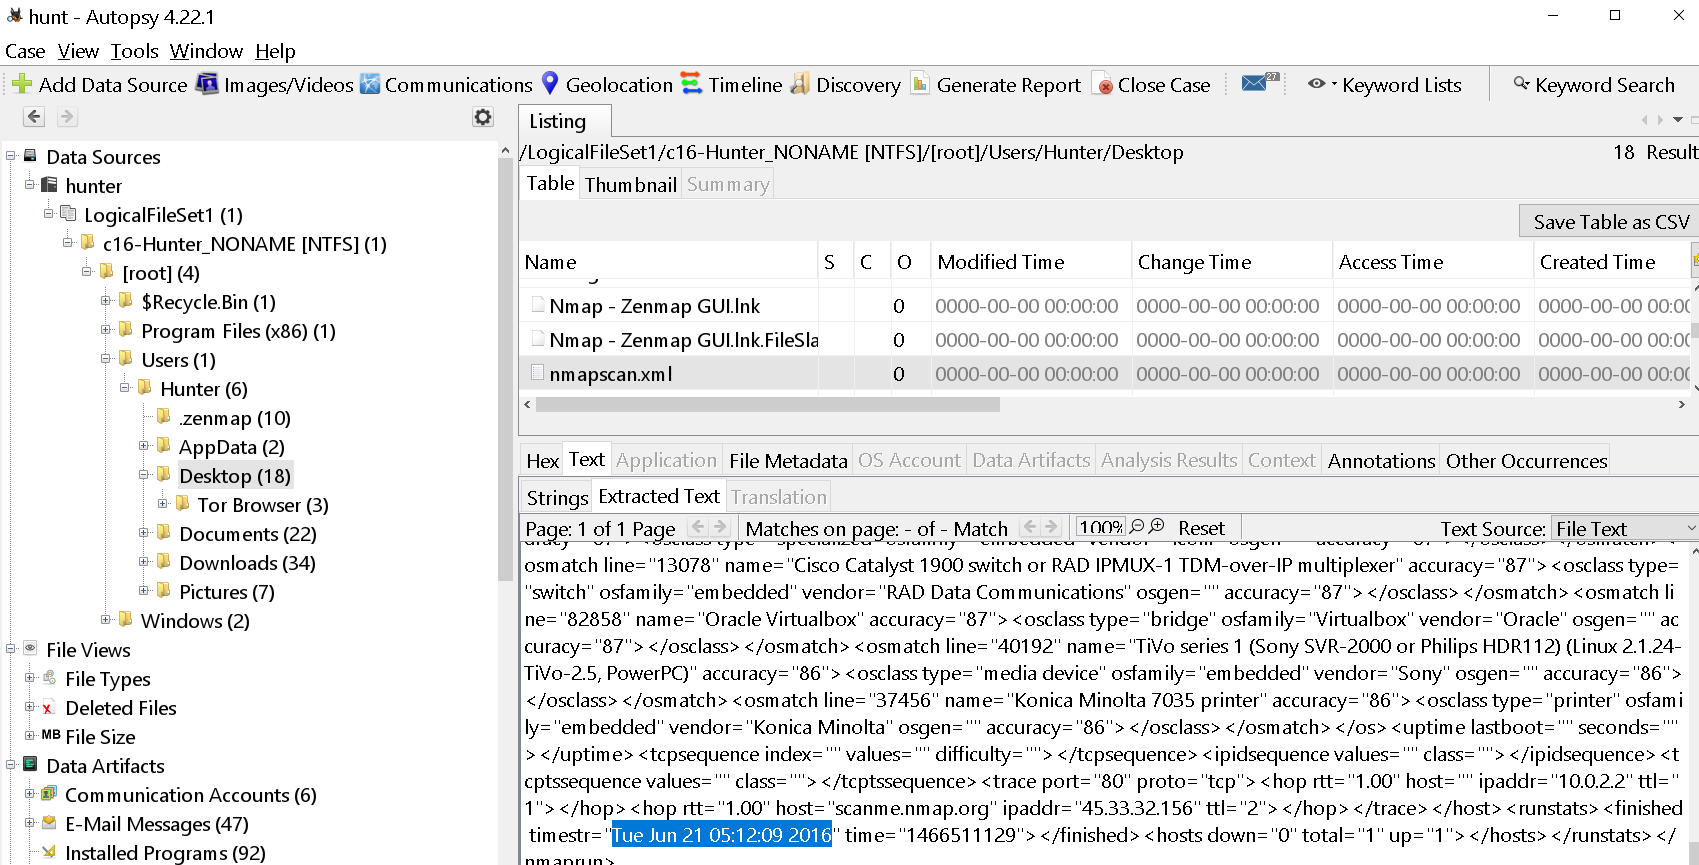 hunt - Autopsy 4.22.1
Case View Tools Window Help
Add Data Source Images/Videos Communications Geolocation Timeline Discovery Generate Report Close Case 27 Keyword Lists Keyword Search
Listing
/LogicalFileSet1/c16-Hunter_NONAME [NTFS]/[root]/Users/Hunter/Desktop 18 Result
Table Thumbnail Summary
Save Table as CSV
Name S C O Modified Time Change Time Access Time Created Time
Nmap - Zenmap GUI.lnk 0 0000-00-00 00:00:00 0000-00-00 00:00:00 0000-00-00 00:00:00 0000-00-00 00:00
Nmap - Zenmap GUI.lnk.FileSla 0 0000-00-00 00:00:00 0000-00-00 00:00:00 0000-00-00 00:00:00 0000-00-00 00:00
nmapscan.xml 0 0000-00-00 00:00:00 0000-00-00 00:00:00 0000-00-00 00:00:00 0000-00-00 00:00
Data Sources
hunter
LogicalFileSet1 (1)
c16-Hunter_NONAME [NTFS] (1)
[root] (4)
$Recycle.Bin (1)
Program Files (x86) (1)
Users (1)
Hunter (6)
.zenmap (10)
AppData (2)
Desktop (18)
Tor Browser (3)
Documents (22)
Downloads (34)
Pictures (7)
Windows (2)
File Views
File Types
Deleted Files
MB File Size
Data Artifacts
Communication Accounts (6)
E-Mail Messages (47)
Installed Programs (92)
Hex Text Application File Metadata OS Account Data Artifacts Analysis Results Context Annotations Other Occurrences
Strings Extracted Text Translation
Page: 1 of 1 Page Matches on page: - of - Match 100% Reset Text Source: File Text
osmatch line="13078" name="Cisco Catalyst 1900 switch or RAD IPMUX-1 TDM-over-IP multiplexer" accuracy="87"><osclass type=
"switch" osfamily="embedded" vendor="RAD Data Communications" osgen="" accuracy="87"></osclass></osmatch><osmatch li
ne="82858" name="Oracle Virtualbox" accuracy="87"><osclass type="bridge" osfamily="Virtualbox" vendor="Oracle" osgen="" ac
curacy="87"></osclass></osmatch><osmatch line="40192" name="TiVo series 1 (Sony SVR-2000 or Philips HDR112) (Linux 2.1.24-
TiVo-2.5, PowerPC)" accuracy="86"><osclass type="media device" osfamily="embedded" vendor="Sony" osgen="" accuracy="86">
</osclass></osmatch><osmatch line="37456" name="Konica Minolta 7035 printer" accuracy="86"><osclass type="printer" osfami
ly="embedded" vendor="Konica Minolta" osgen="" accuracy="86"></osclass></osmatch></os><uptime lastboot="" seconds=""
></uptime><tcpsequence index="" values="" difficulty=""></tcpsequence><ipidsequence values="" class=""></ipidsequence><t
cptssequence values="" class=""></tcptssequence><trace port="80" proto="tcp"><hop rtt="1.00" host="" ipaddr="10.0.2.2" ttl="
1"></hop><hop rtt="1.00" host="scanme.nmap.org" ipaddr="45.33.32.156" ttl="2"></hop></trace></host><runstats><finished
timestr="Tue Jun 21 05:12:09 2016" time="1466511129"></finished><hosts down="0" total="1" up="1"></hosts></runstats></
nmaprun>